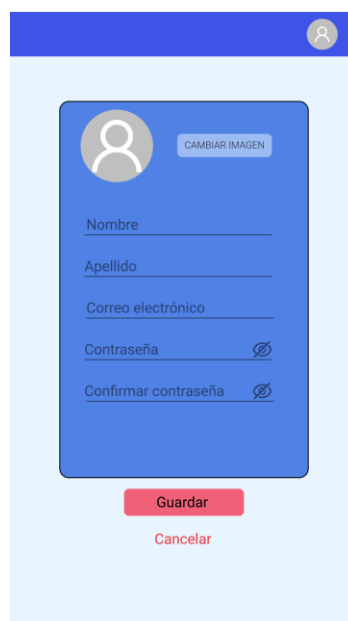 CAMBIAR IMAGEN
Nombre
Apellido
Correo electrónico
Contraseña
Confirmar contraseña
Guardar
Cancelar